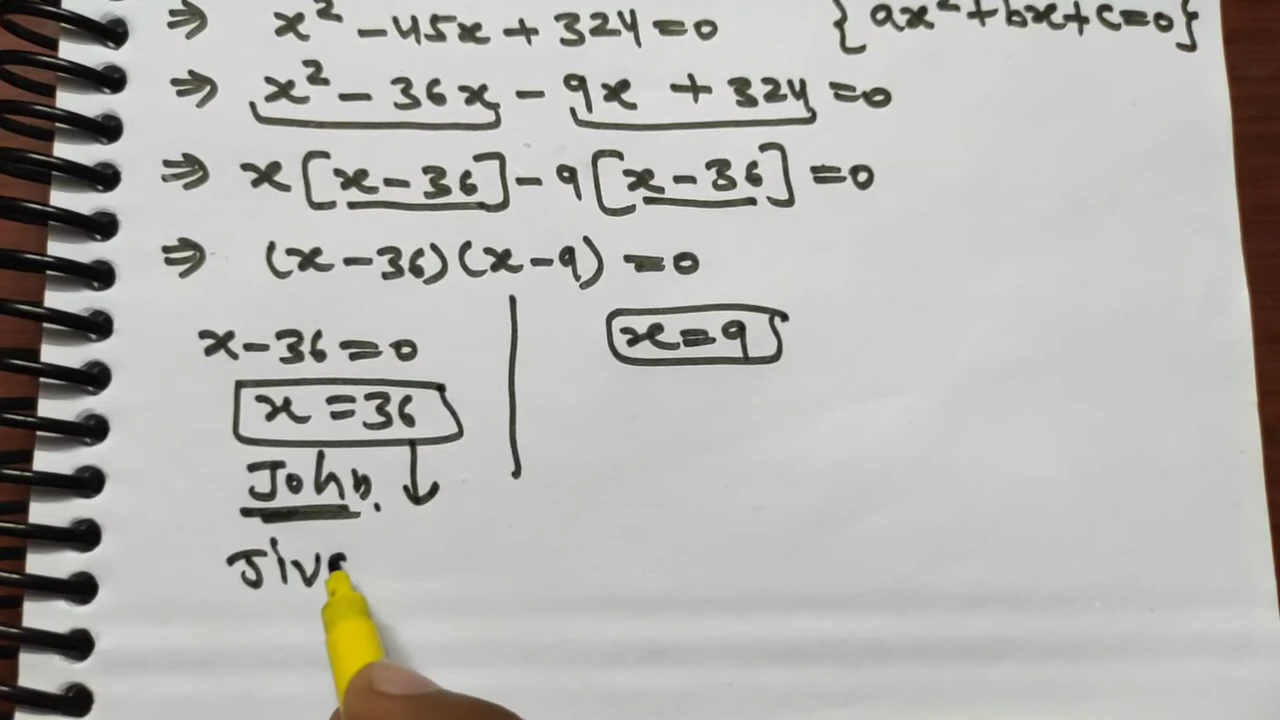 ⇒ x² - 45x + 324 = 0 {ax² + bx + c = 0}
⇒ x² - 36x - 9x + 324 = 0
⇒ x[x - 36] - 9[x - 36] = 0
⇒ (x - 36)(x - 9) = 0
x - 36 = 0
x = 36
John.
Jiva
x = 9